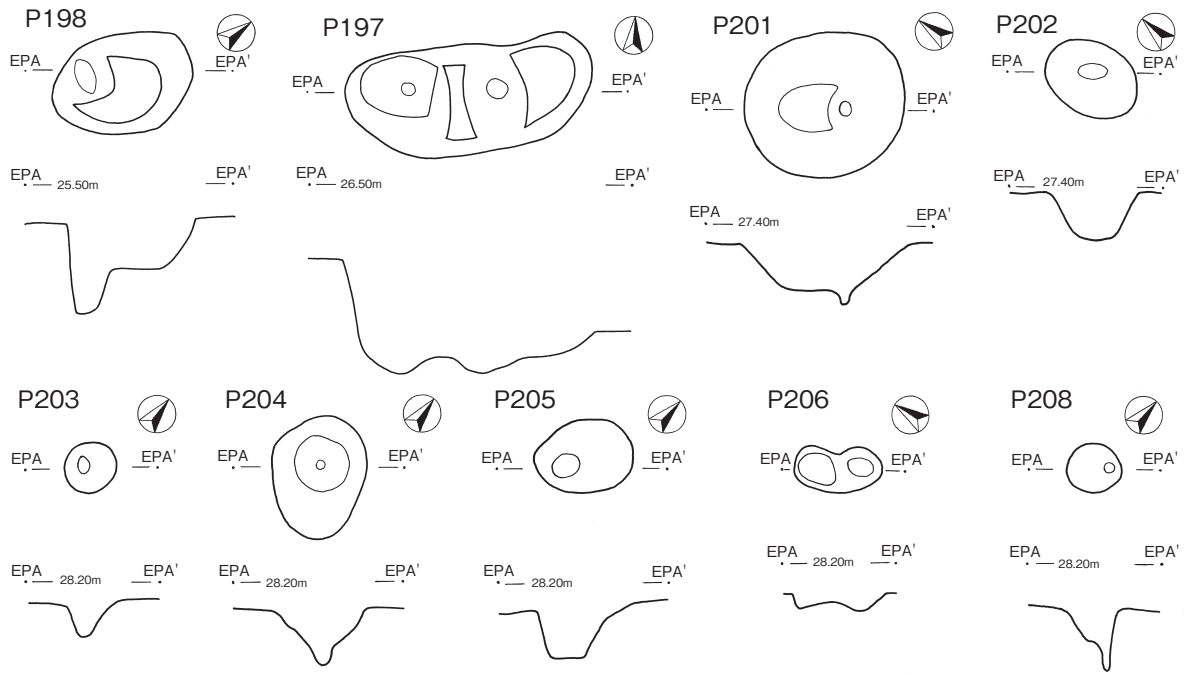 P198
EPA EPA'
EPA 25.50m EPA'
P197
EPA EPA'
EPA 26.50m EPA'
P201
EPA EPA'
EPA 27.40m EPA'
P202
EPA EPA'
EPA 27.40m EPA'
P203
EPA EPA'
EPA 28.20m EPA'
P204
EPA EPA'
EPA 28.20m EPA'
P205
EPA EPA'
EPA 28.20m EPA'
P206
EPA EPA'
EPA 28.20m EPA'
P208
EPA EPA'
EPA 28.20m EPA'